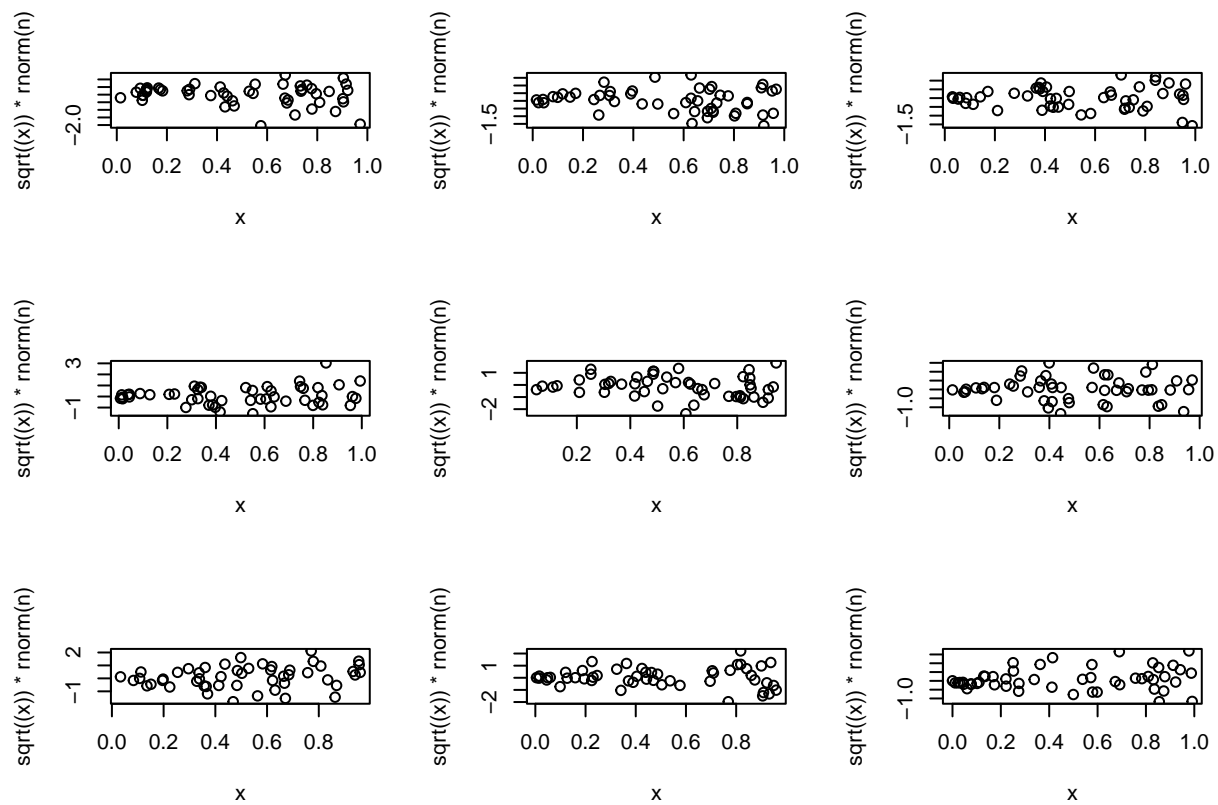 sqrt((x)) * rnorm(n)
−2.0
0.0 0.2 0.4 0.6 0.8 1.0
x
sqrt((x)) * rnorm(n)
−1.5
0.0 0.2 0.4 0.6 0.8 1.0
x
sqrt((x)) * rnorm(n)
−1.5
0.0 0.2 0.4 0.6 0.8 1.0
x
sqrt((x)) * rnorm(n)
3
−1
0.0 0.2 0.4 0.6 0.8 1.0
x
sqrt((x)) * rnorm(n)
1
−2
0.2 0.4 0.6 0.8
x
sqrt((x)) * rnorm(n)
−1.0
0.0 0.2 0.4 0.6 0.8 1.0
x
sqrt((x)) * rnorm(n)
2
−1
0.0 0.2 0.4 0.6 0.8
x
sqrt((x)) * rnorm(n)
1
−2
0.0 0.2 0.4 0.6 0.8
x
sqrt((x)) * rnorm(n)
−1.0
0.0 0.2 0.4 0.6 0.8 1.0
x